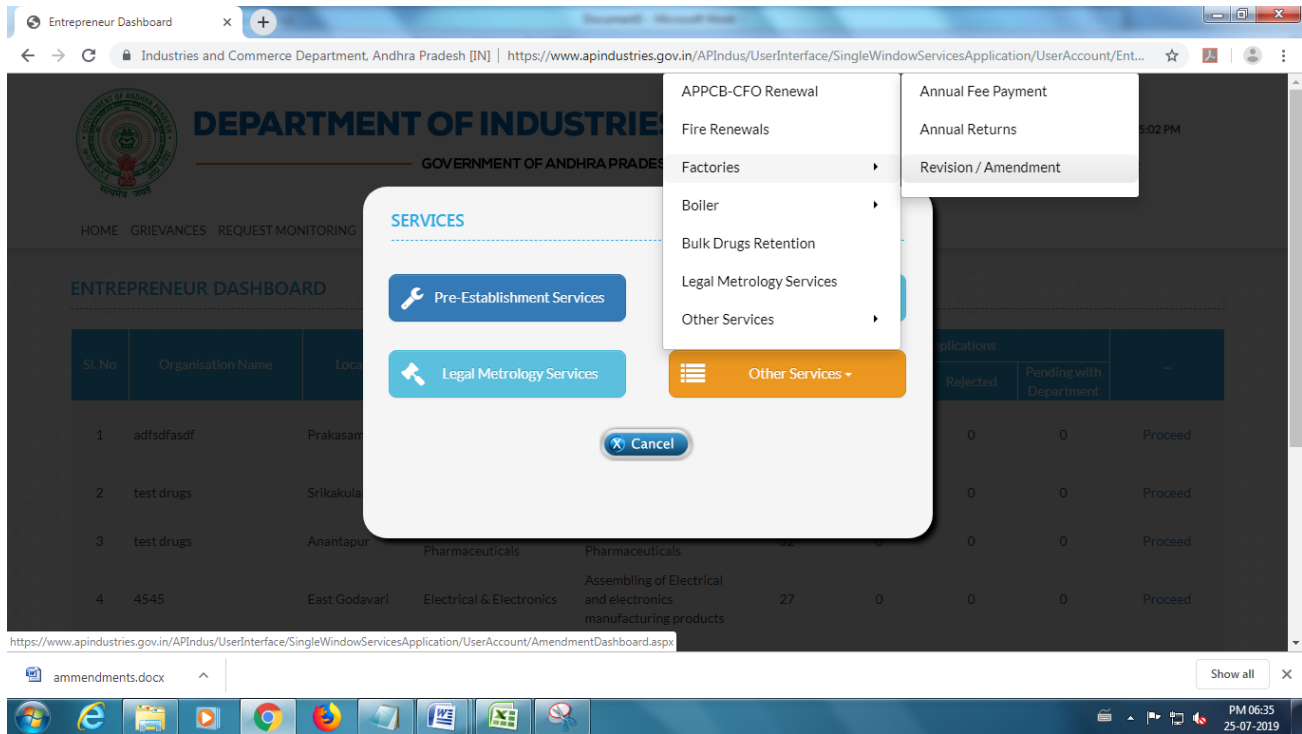 Entrepreneur Dashboard
Industries and Commerce Department, Andhra Pradesh [IN] | https://www.apindustries.gov.in/APIndus/UserInterface/SingleWindowServicesApplication/UserAccount/Ent...
DEPARTMENT OF INDUSTRIE
GOVERNMENT OF ANDHRA PRADES
5:02 PM
HOME GRIEVANCES REQUEST MONITORING
APPCB-CFO Renewal
Fire Renewals
Factories
Boiler
Bulk Drugs Retention
Legal Metrology Services
Other Services
Annual Fee Payment
Annual Returns
Revision / Amendment
SERVICES
Pre-Establishment Services
Legal Metrology Services
Other Services
Cancel
ENTREPRENEUR DASHBOARD
Sl. No Organisation Name Loca plications
Rejected Pending with Department --
1 adfsdfasdf Prakasam 0 0 Proceed
2 test drugs Srikakula 0 0 Proceed
3 test drugs Anantapur Pharmaceuticals Pharmaceuticals 0 0 Proceed
4 4545 East Godavari Electrical & Electronics Assembling of Electrical and electronics manufacturing products 27 0 0 0 Proceed
https://www.apindustries.gov.in/APIndus/UserInterface/SingleWindowServicesApplication/UserAccount/AmendmentDashboard.aspx
ammendments.docx
Show all
PM 06:35
25-07-2019